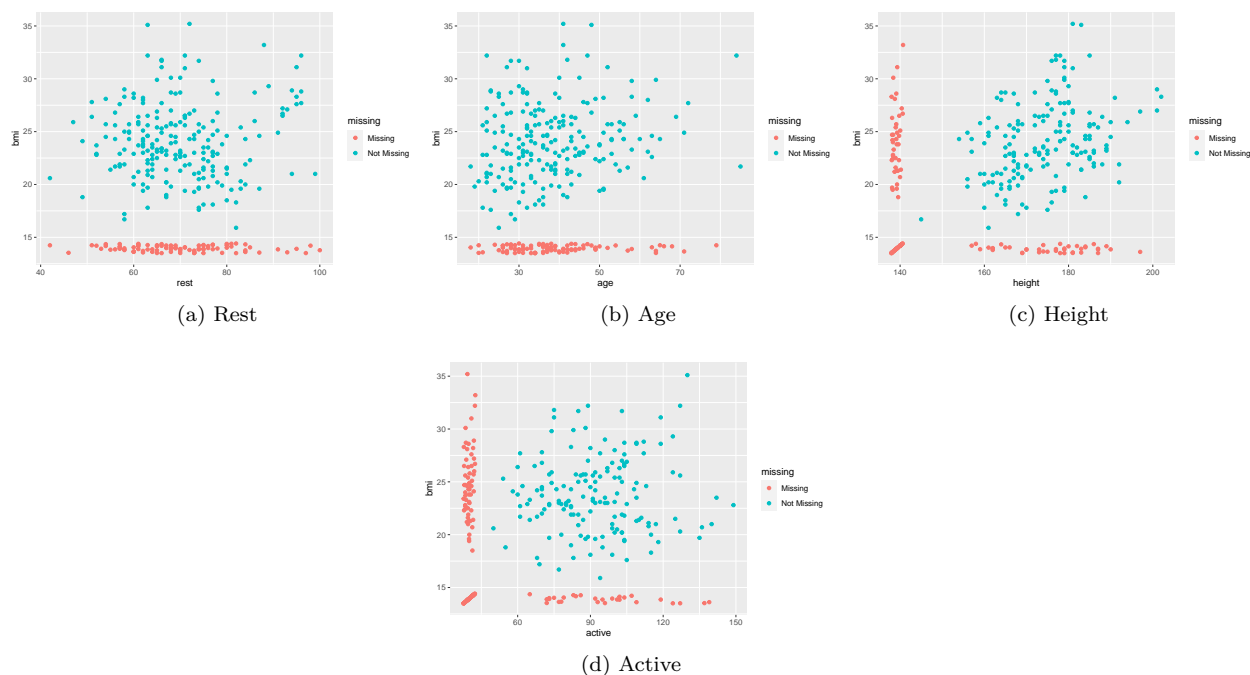 35
30
25
20
15
bmi
40
60
80
100
rest
missing
Missing
Not Missing
(a) Rest
35
30
25
20
15
bmi
30
50
70
age
missing
Missing
Not Missing
(b) Age
35
30
25
20
15
bmi
140
160
180
200
height
missing
Missing
Not Missing
(c) Height
35
30
25
20
15
bmi
60
90
120
150
active
missing
Missing
Not Missing
(d) Active